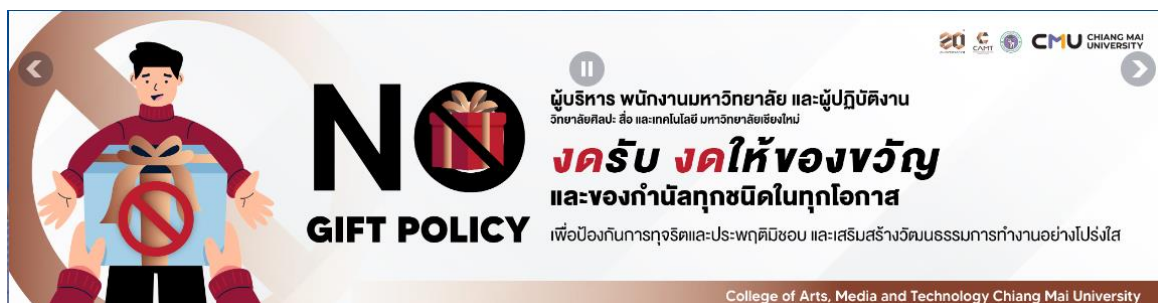 20
CAMT
CMU CHIANG MAI
UNIVERSITY
NO
GIFT POLICY
ผู้บริหาร พนักงานมหาวิทยาลัย และผู้ปฏิบัติงาน
วิทยาลัยศิลปะ สื่อ และเทคโนโลยี มหาวิทยาลัยเชียงใหม่
งดรับ งดให้ของขวัญ
และของกำนัลทุกชนิดในทุกโอกาส
เพื่อป้องกันการทุจริตและประพฤติมิชอบ และเสริมสร้างวัฒนธรรมการทำงานอย่างโปร่งใส
College of Arts, Media and Technology Chiang Mai University